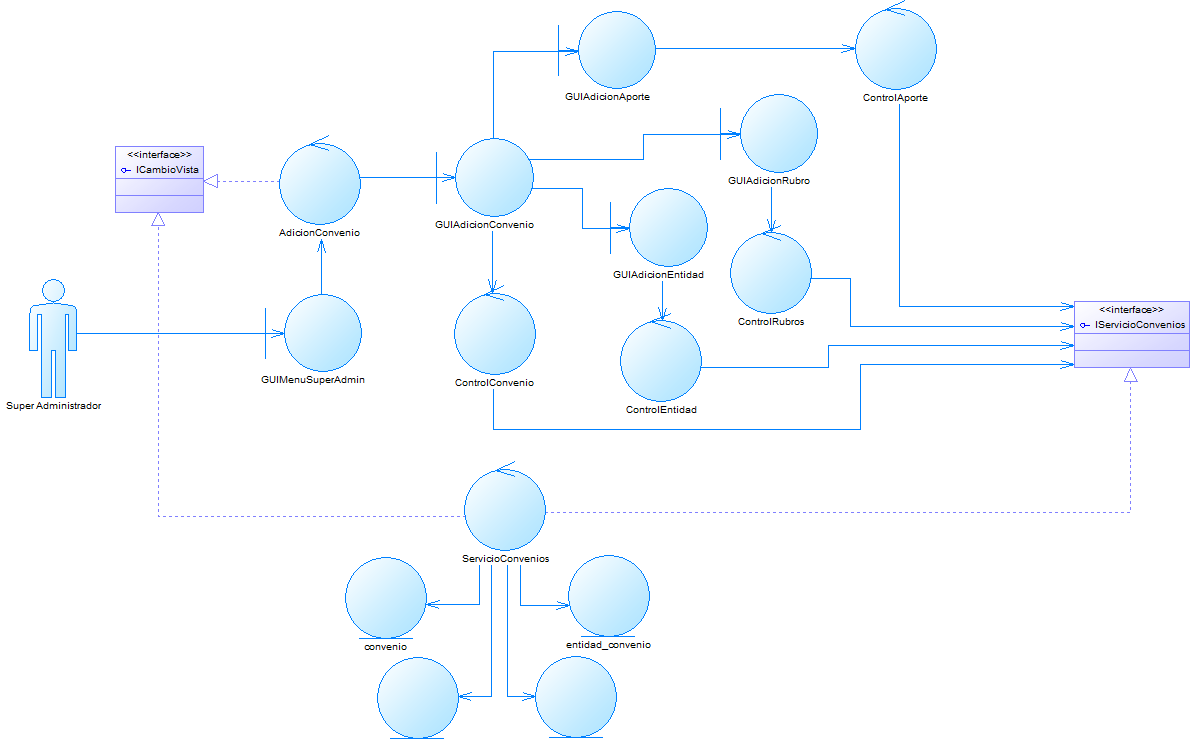 GUIAdicionAporte
ControlAporte
<<interface>>
ICambioVista
AdicionConvenio
GUIAdicionConvenio
GUIAdicionRubro
GUIAdicionEntidad
ControlRubros
<<interface>>
IServicioConvenios
GUIMenuSuperAdmin
ControlConvenio
ControlEntidad
Super Administrador
ServicioConvenios
convenio
entidad_convenio